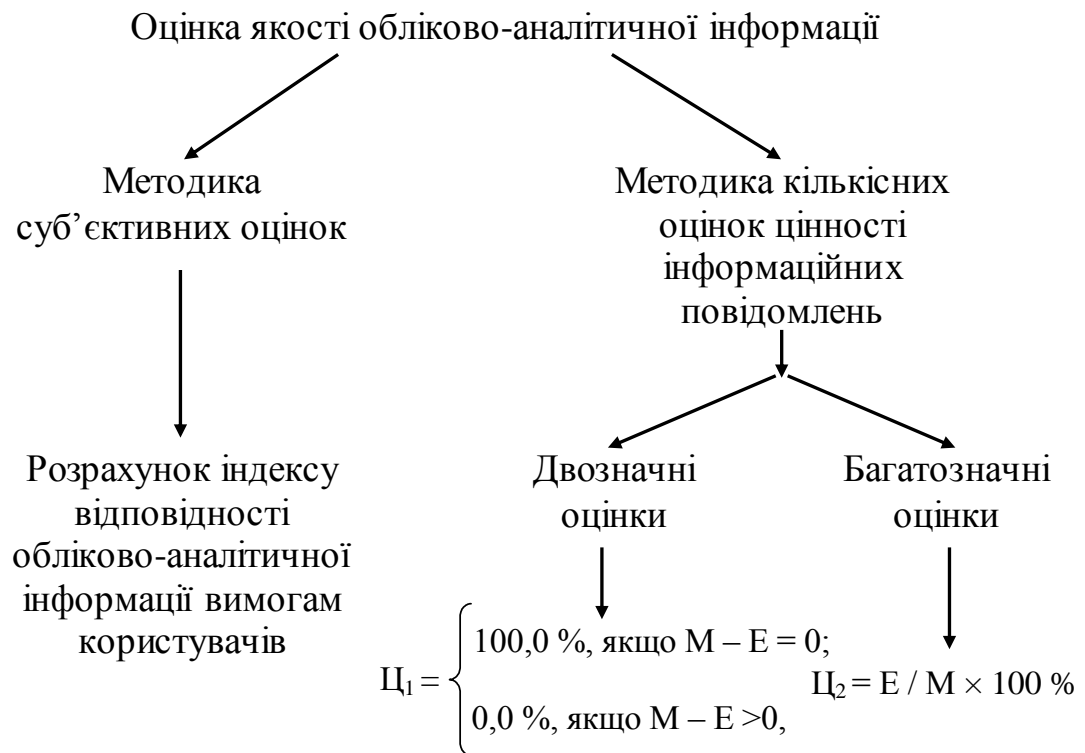 Оцінка якості обліково-аналітичної інформації
Методика
суб’єктивних оцінок
Методика кількісних
оцінок цінності
інформаційних
повідомлень
Розрахунок індексу
відповідності
обліково-аналітичної
інформації вимогам
користувачів
Двозначні
оцінки
Багатозначні
оцінки
100,0 %, якщо М – Е = 0;
Ц₁ =
0,0 %, якщо М – Е >0,
Ц₂ = Е / М × 100 %